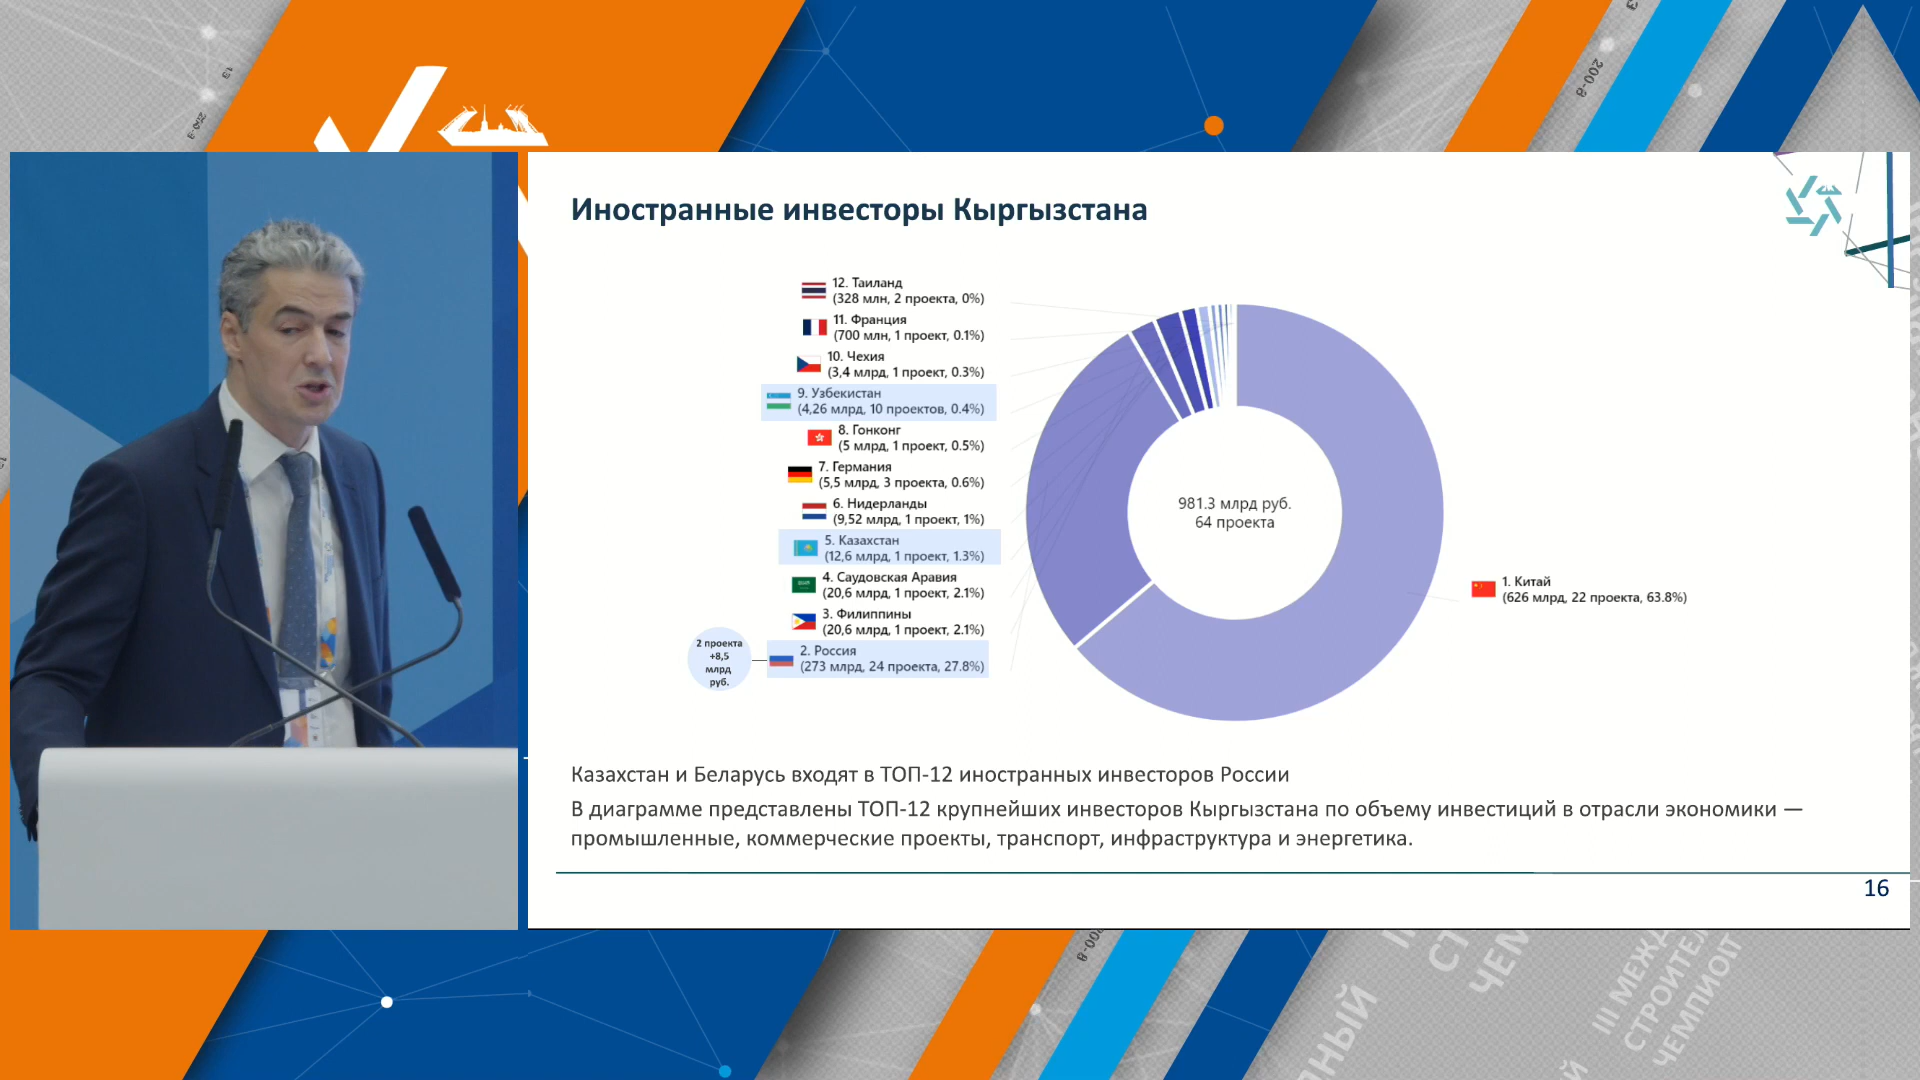 Иностранные инвесторы Кыргызстана
12. Таиланд
(328 млн, 2 проекта, 0%)
11. Франция
(700 млн, 1 проект, 0.1%)
10. Чехия
(3,4 млрд, 1 проект, 0.3%)
9. Узбекистан
(4,26 млрд, 10 проектов, 0.4%)
8. Гонконг
(5 млрд, 1 проект, 0.5%)
7. Германия
(5,5 млрд, 3 проекта, 0.6%)
6. Нидерланды
(9,52 млрд, 1 проект, 1%)
5. Казахстан
(12,6 млрд, 1 проект, 1.3%)
4. Саудовская Аравия
(20,6 млрд, 1 проект, 2.1%)
3. Филиппины
(20,6 млрд, 1 проект, 2.1%)
2 проекта
+8,5
млрд
руб.
2. Россия
(273 млрд, 24 проекта, 27.8%)
981.3 млрд руб.
64 проекта
1. Китай
(626 млрд, 22 проекта, 63.8%)
Казахстан и Беларусь входят в ТОП-12 иностранных инвесторов России
В диаграмме представлены ТОП-12 крупнейших инвесторов Кыргызстана по объему инвестиций в отрасли экономики —
промышленные, коммерческие проекты, транспорт, инфраструктура и энергетика.
16